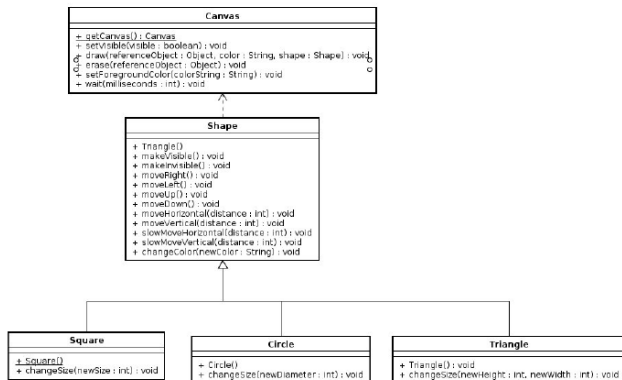 Canvas
+ getCanvas() : Canvas
+ setVisible(visible : boolean) : void
+ draw(referenceObject : Object, color : String, shape : Shape) : void
+ erase(referenceObject : Object) : void
+ setForegroundColor(colorString : String) : void
+ wait(milliseconds : int) : void
Shape
+ Triangle()
+ makeVisible() : void
+ makeInvisible() : void
+ moveRight() : void
+ moveLeft() : void
+ moveUp() : void
+ moveDown() : void
+ moveHorizontal(distance : int) : void
+ moveVertical(distance : int) : void
+ slowMoveHorizontal(distance : int) : void
+ slowMoveVertical(distance : int) : void
+ changeColor(newColor : String) : void
Square
+ Square()
+ changeSize(newSize : int) : void
Circle
+ Circle()
+ changeSize(newDiameter : int) : void
Triangle
+ Triangle() : void
+ changeSize(newHeight : int, newWidth : int) : void